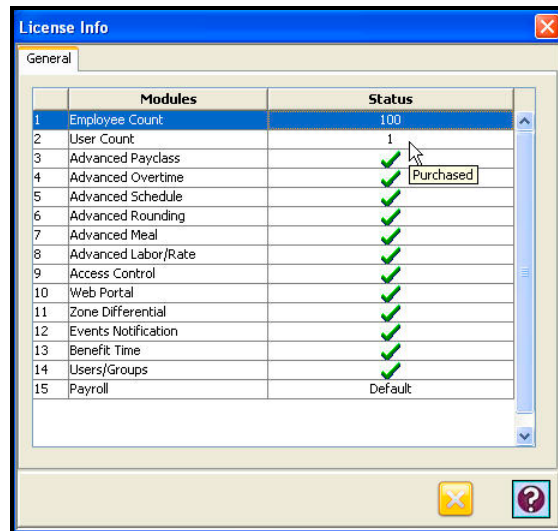 License Info
General
Modules Status
1 Employee Count 100
2 User Count 1
3 Advanced Payclass
4 Advanced Overtime
Purchased
5 Advanced Schedule
6 Advanced Rounding
7 Advanced Meal
8 Advanced Labor/Rate
9 Access Control
10 Web Portal
11 Zone Differential
12 Events Notification
13 Benefit Time
14 Users/Groups
15 Payroll Default
?